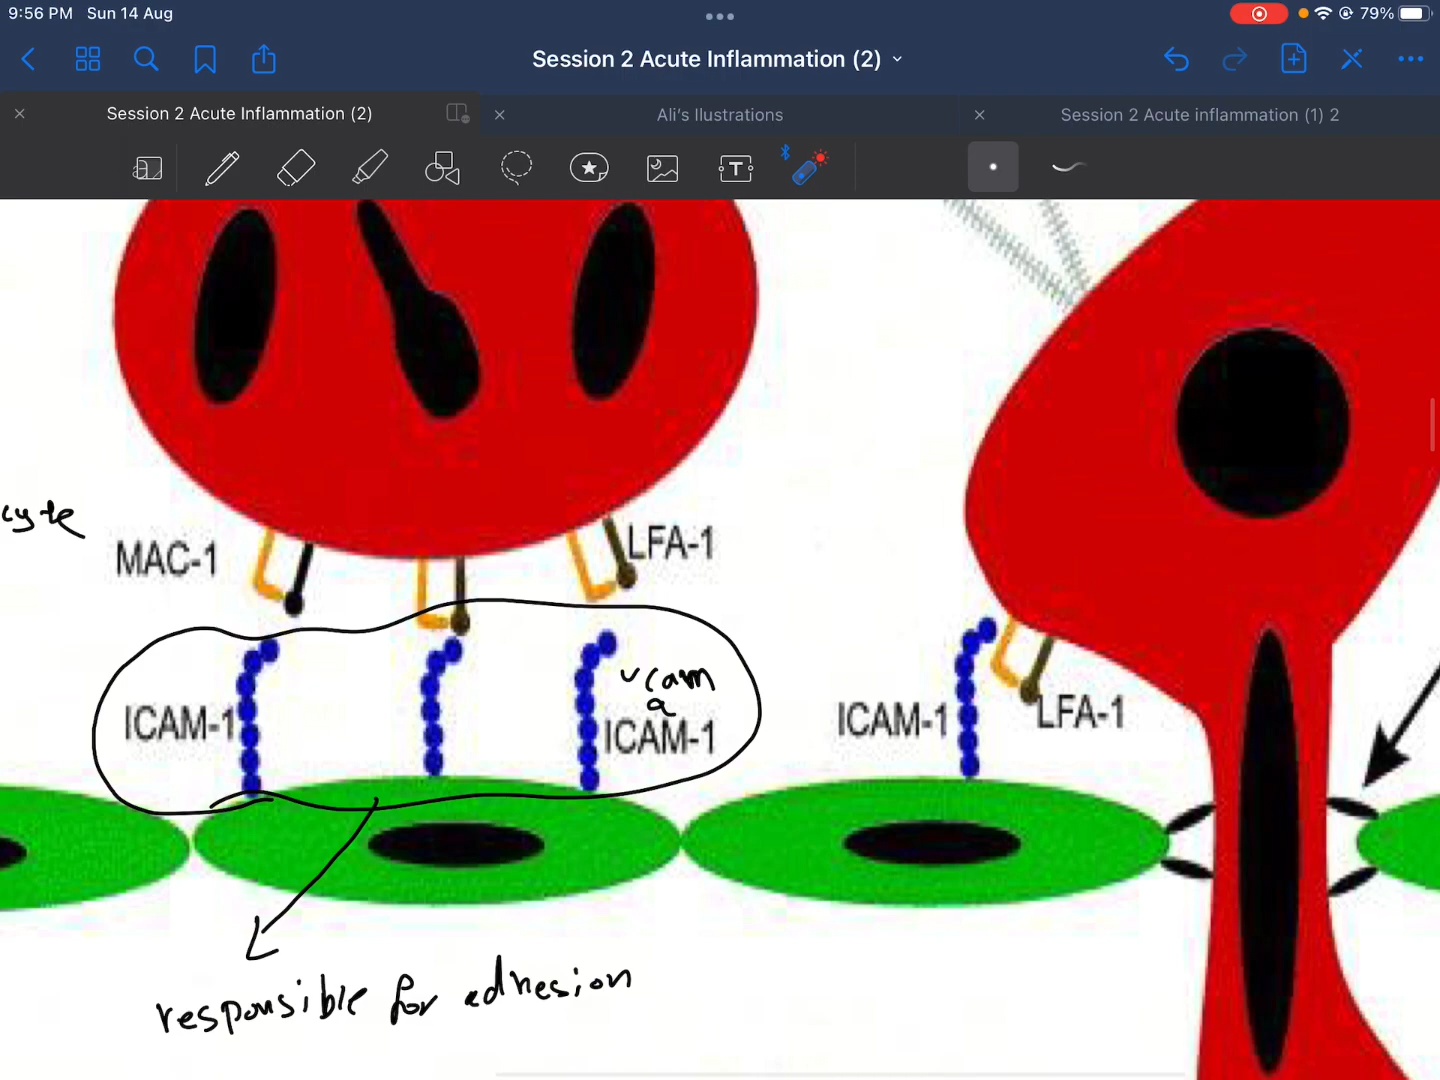 9:56 PM Sun 14 Aug
79%
Session 2 Acute Inflammation (2)
Session 2 Acute Inflammation (2)
Ali's Ilustrations
Session 2 Acute inflammation (1) 2
cyte
MAC-1
LFA-1
vcam
ICAM-1
ICAM-1
ICAM-1
LFA-1
responsible for adhesion